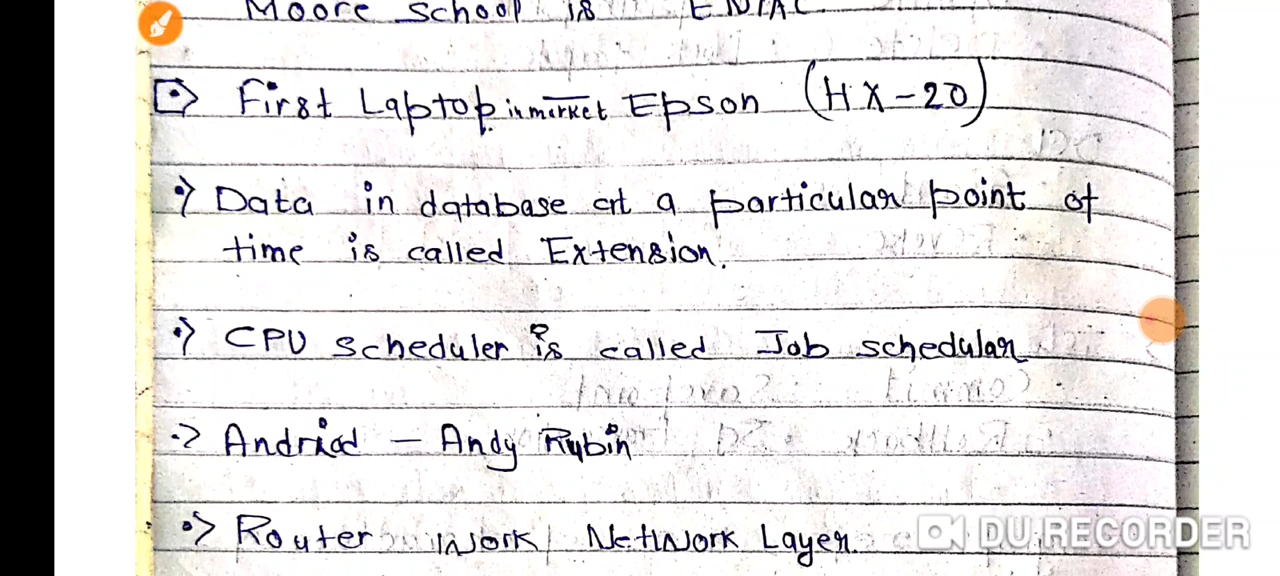 Moore School is ENIAC.
First Laptop in market Epson (HX-20)
Data in database at a particular point of
time is called Extension.
CPU Scheduler is called Job schedular
Andriod - Andy Rubin
Router work Network Layer.
DU RECORDER